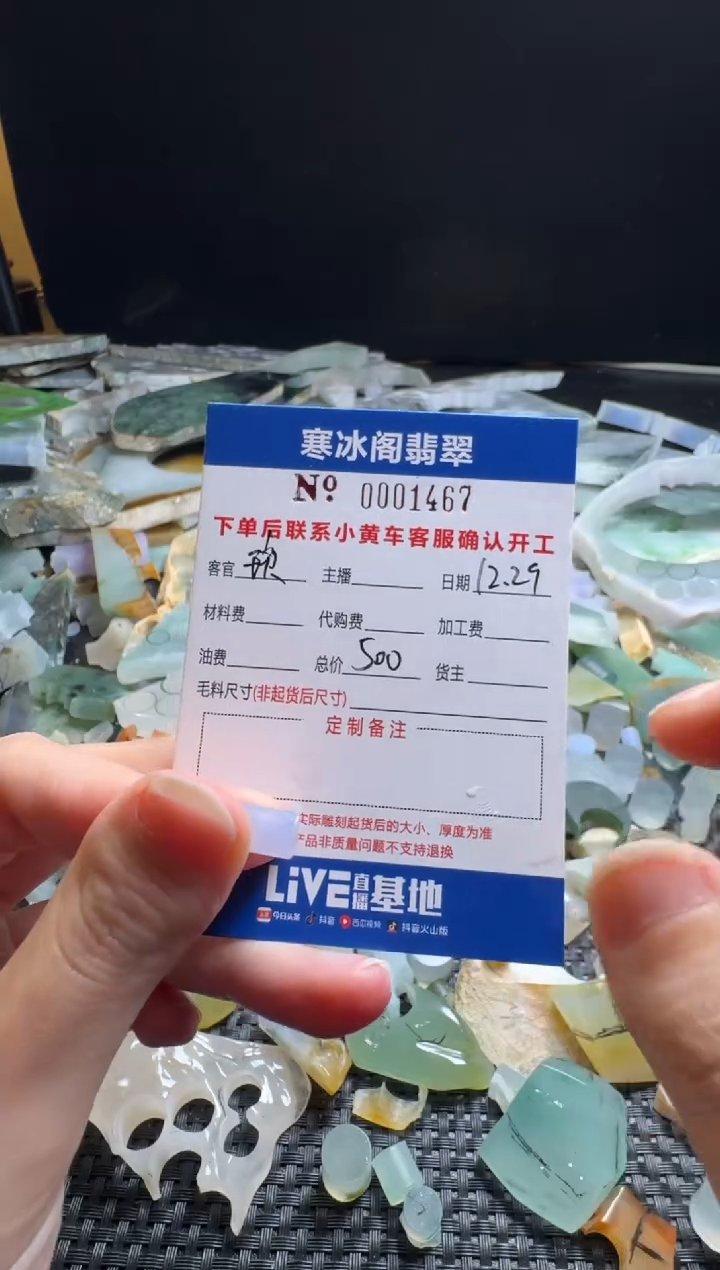 寒冰阁翡翠
Nº 0001467
下单后联系小黄车客服确认开工
客官 主播 日期 12.29
材料费 代购费 加工费
油费 总价 500 货主
毛料尺寸(非起货后尺寸)
定制备注
实际雕刻起货后的大小、厚度为准
产品非质量问题不支持退换
LiVE直播基地
今日头条 抖音 西瓜视频 抖音火山版